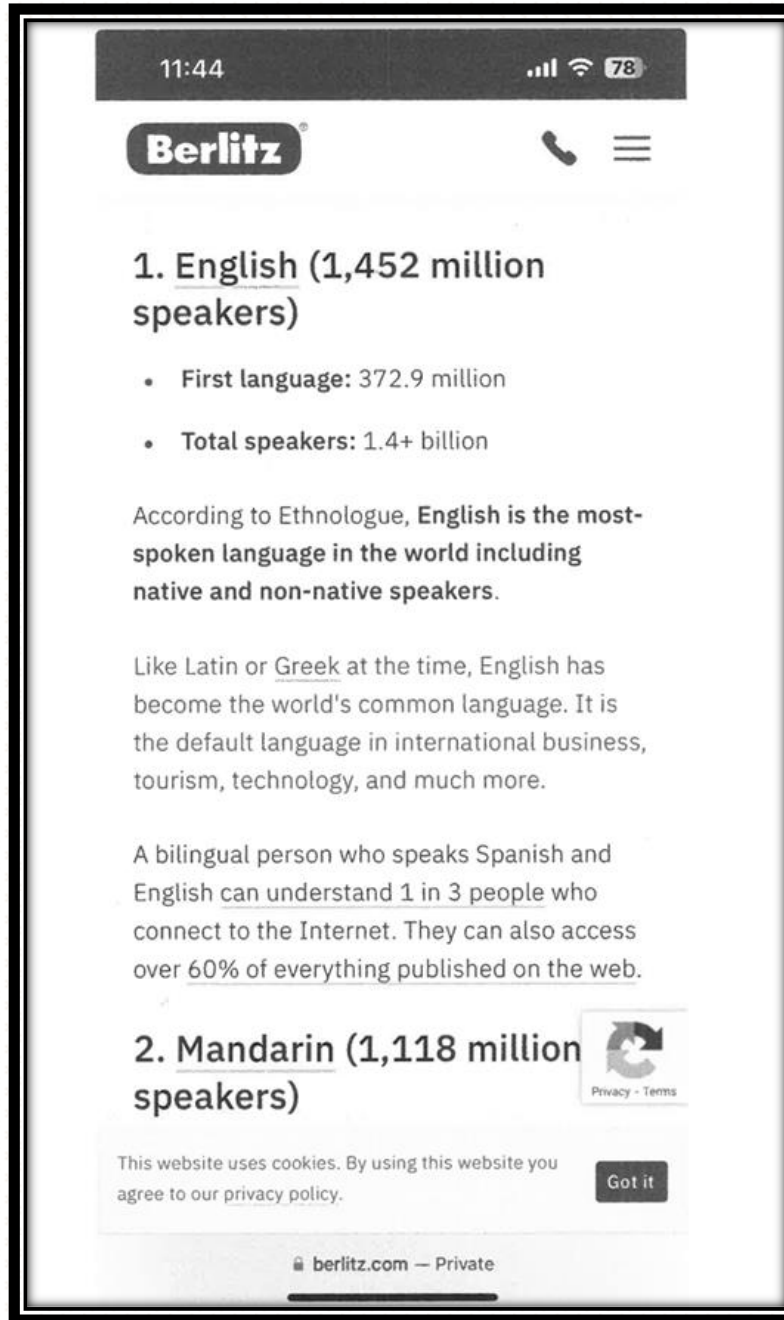 11:44
78
Berlitz®
1. English (1,452 million
speakers)
• First language: 372.9 million
• Total speakers: 1.4+ billion
According to Ethnologue, English is the most-
spoken language in the world including
native and non-native speakers.
Like Latin or Greek at the time, English has
become the world's common language. It is
the default language in international business,
tourism, technology, and much more.
A bilingual person who speaks Spanish and
English can understand 1 in 3 people who
connect to the Internet. They can also access
over 60% of everything published on the web.
2. Mandarin (1,118 million
speakers)
Privacy - Terms
This website uses cookies. By using this website you
agree to our privacy policy.
Got it
berlitz.com — Private